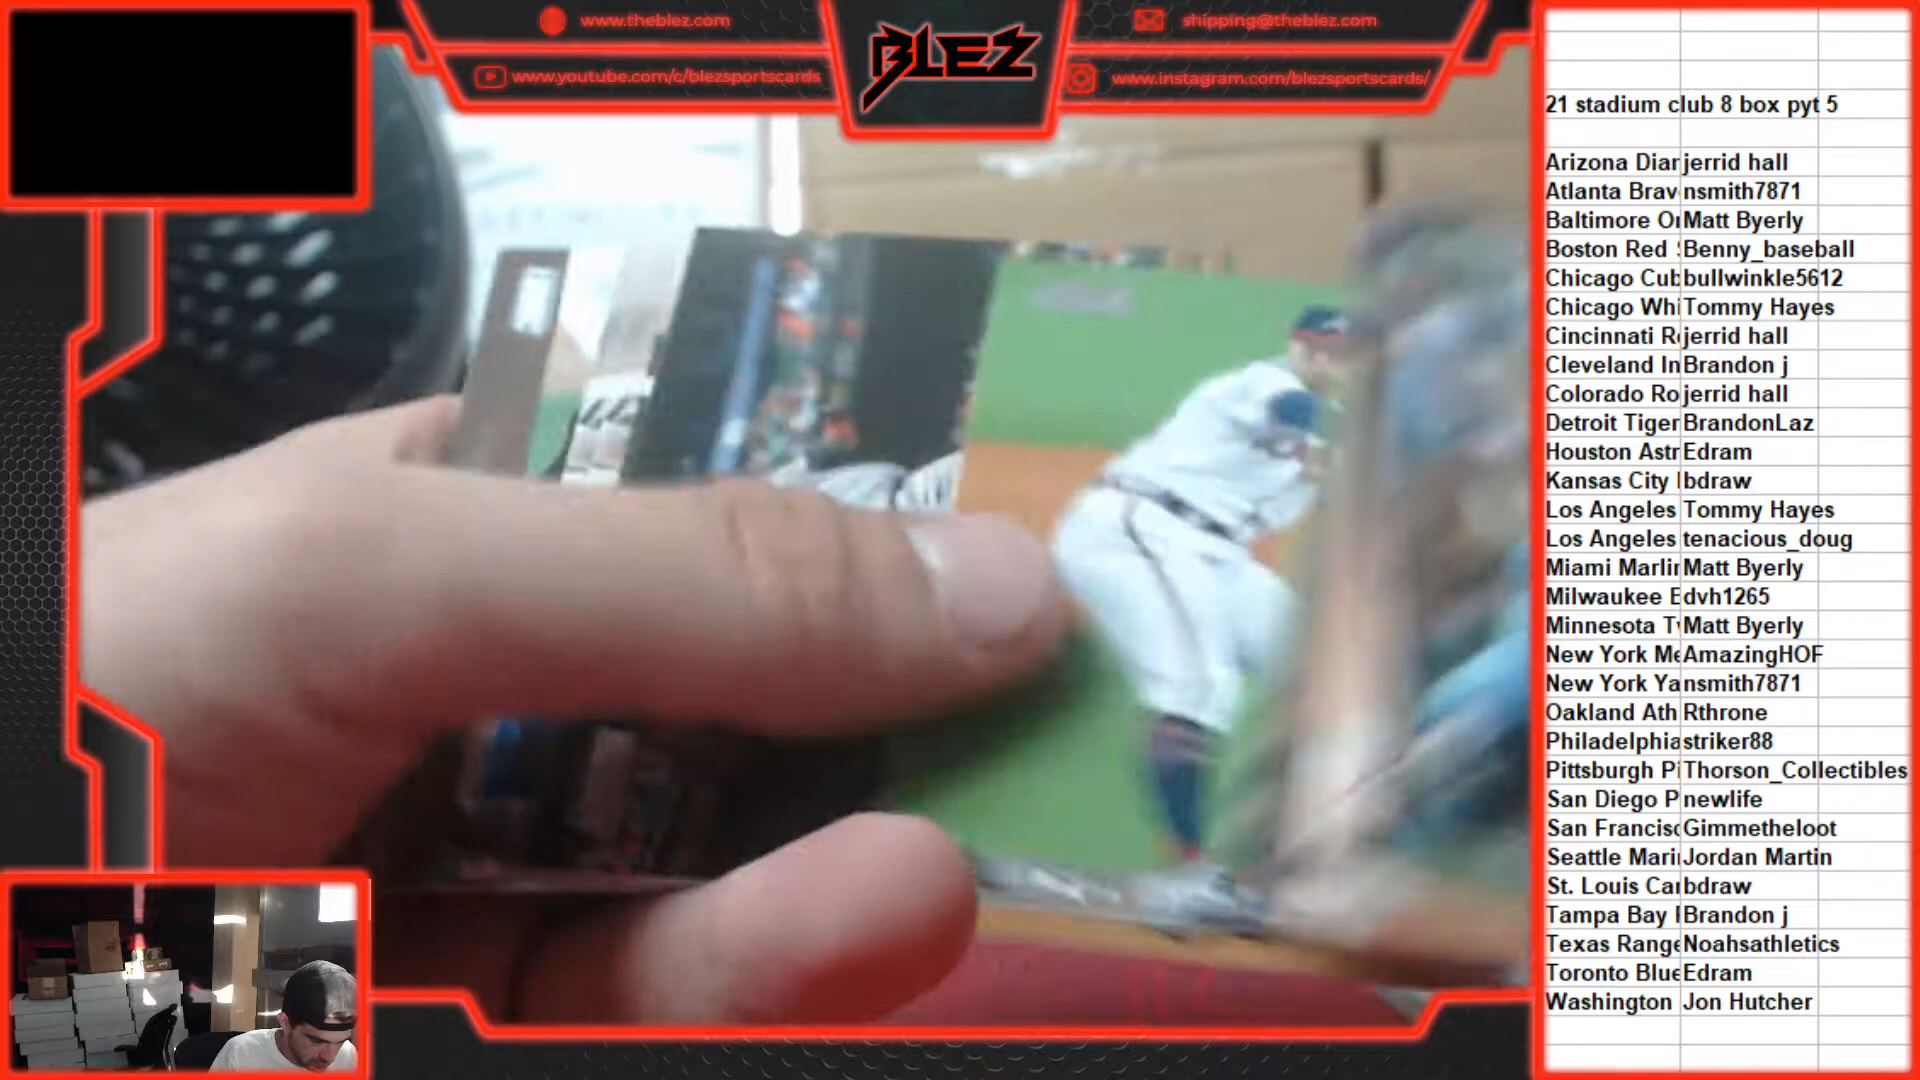 www.theblez.com
www.youtube.com/c/blezsportscards
BLEZ
shipping@theblez.com
www.instagram.com/blezsportscards/
21 stadium club 8 box pyt 5
Arizona Diar jerrid hall
Atlanta Brav nsmith7871
Baltimore O Matt Byerly
Boston Red Benny_baseball
Chicago Cub bullwinkle5612
Chicago Whi Tommy Hayes
Cincinnati R jerrid hall
Cleveland In Brandon j
Colorado Ro jerrid hall
Detroit Tiger BrandonLaz
Houston Astr Edram
Kansas City bdraw
Los Angeles Tommy Hayes
Los Angeles tenacious_doug
Miami Marlin Matt Byerly
Milwaukee dvh1265
Minnesota T Matt Byerly
New York Me AmazingHOF
New York Ya nsmith7871
Oakland Ath Rthrone
Philadelphia striker88
Pittsburgh Pi Thorson_Collectibles
San Diego P newlife
San Francisc Gimmetheloot
Seattle Mari Jordan Martin
St. Louis Car bdraw
Tampa Bay Brandon j
Texas Range Noahsathletics
Toronto Blue Edram
Washington Jon Hutcher